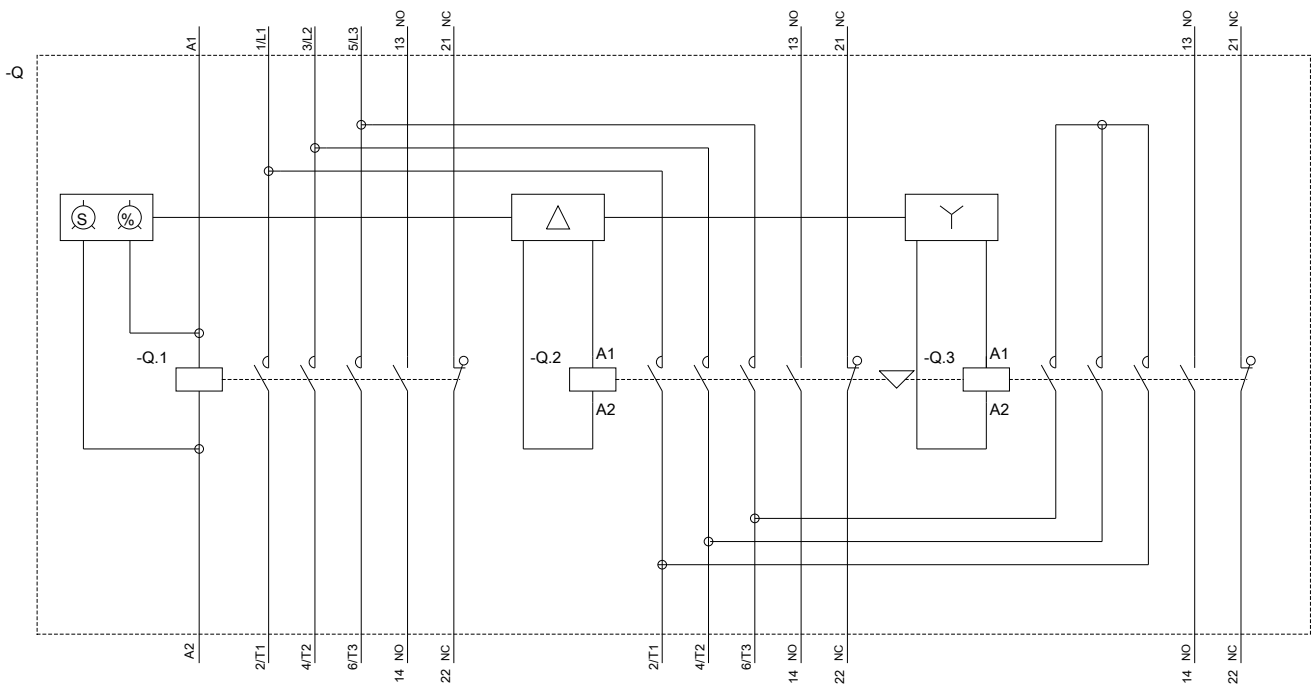 A1
1/L1
3/L2
5/L3
13 NO
21 NC
13 NO
21 NC
13 NO
21 NC
-Q
S
%
-Q.1
-Q.2
A1
A2
-Q.3
A1
A2
A2
2/T1
4/T2
6/T3
14 NO
22 NC
2/T1
4/T2
6/T3
14 NO
22 NC
14 NO
22 NC